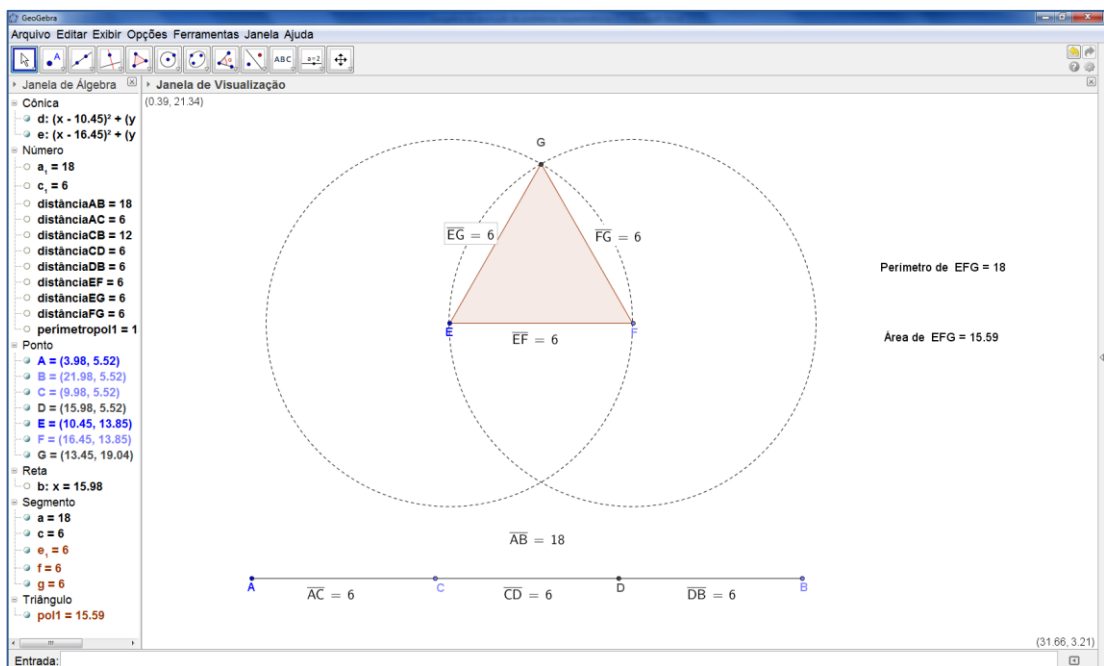 GeoGebra
Arquivo Editar Exibir Opções Ferramentas Janela Ajuda
A
α
ABC
a=2
Janela de Álgebra
Cônica
d: (x - 10.45)² + (y
e: (x - 16.45)² + (y
Número
a₁ = 18
c₁ = 6
distânciaAB = 18
distânciaAC = 6
distânciaCB = 12
distânciaCD = 6
distânciaDB = 6
distânciaEF = 6
distânciaEG = 6
distânciaFG = 6
perimetropol1 = 1
Ponto
A = (3.98, 5.52)
B = (21.98, 5.52)
C = (9.98, 5.52)
D = (15.98, 5.52)
E = (10.45, 13.85)
F = (16.45, 13.85)
G = (13.45, 19.04)
Reta
b: x = 15.98
Segmento
a = 18
c = 6
e₁ = 6
f = 6
g = 6
Triângulo
pol1 = 15.59
Janela de Visualização
(0.39, 21.34)
G
EG = 6
FG = 6
E
F
EF = 6
Perímetro de EFG = 18
Área de EFG = 15.59
AB = 18
A
C
D
B
AC = 6
CD = 6
DB = 6
(31.66, 3.21)
Entrada: